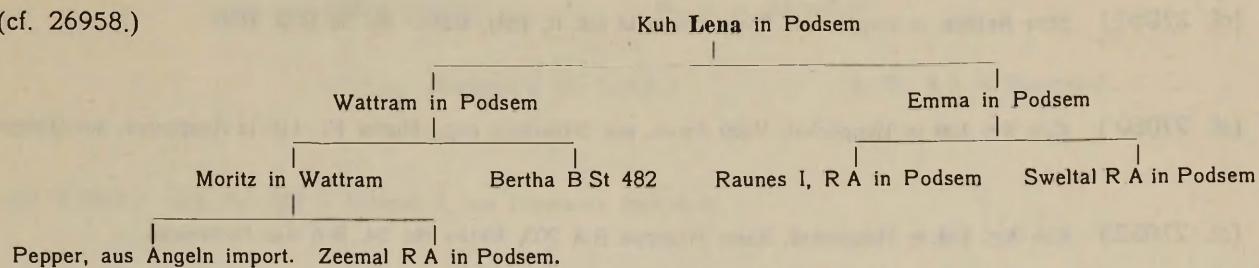 (cf. 26958.)
Kuh Lena in Podsem
Wattram in Podsem Emma in Podsem
Moritz in Wattram Bertha B St 482 Raunes I, R A in Podsem Sweltal R A in Podsem
Pepper, aus Angeln import. Zeemal R A in Podsem.